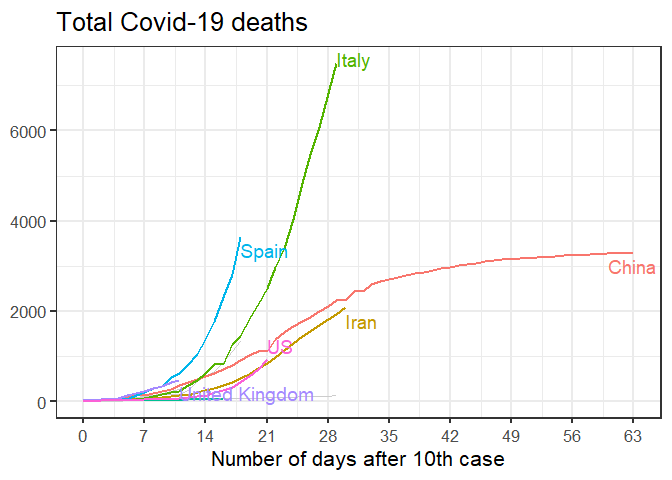 Total Covid-19 deaths
Italy
6000
4000
Spain
China
2000
Iran
US
United Kingdom
0
0 7 14 21 28 35 42 49 56 63
Number of days after 10th case